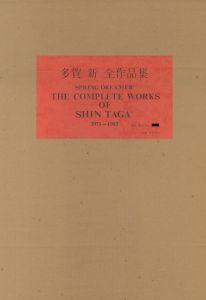 多賀 新 全作品集
SPRING DREAMER
THE COMPLETE WORKS
OF
SHIN TAGA
1971—1983